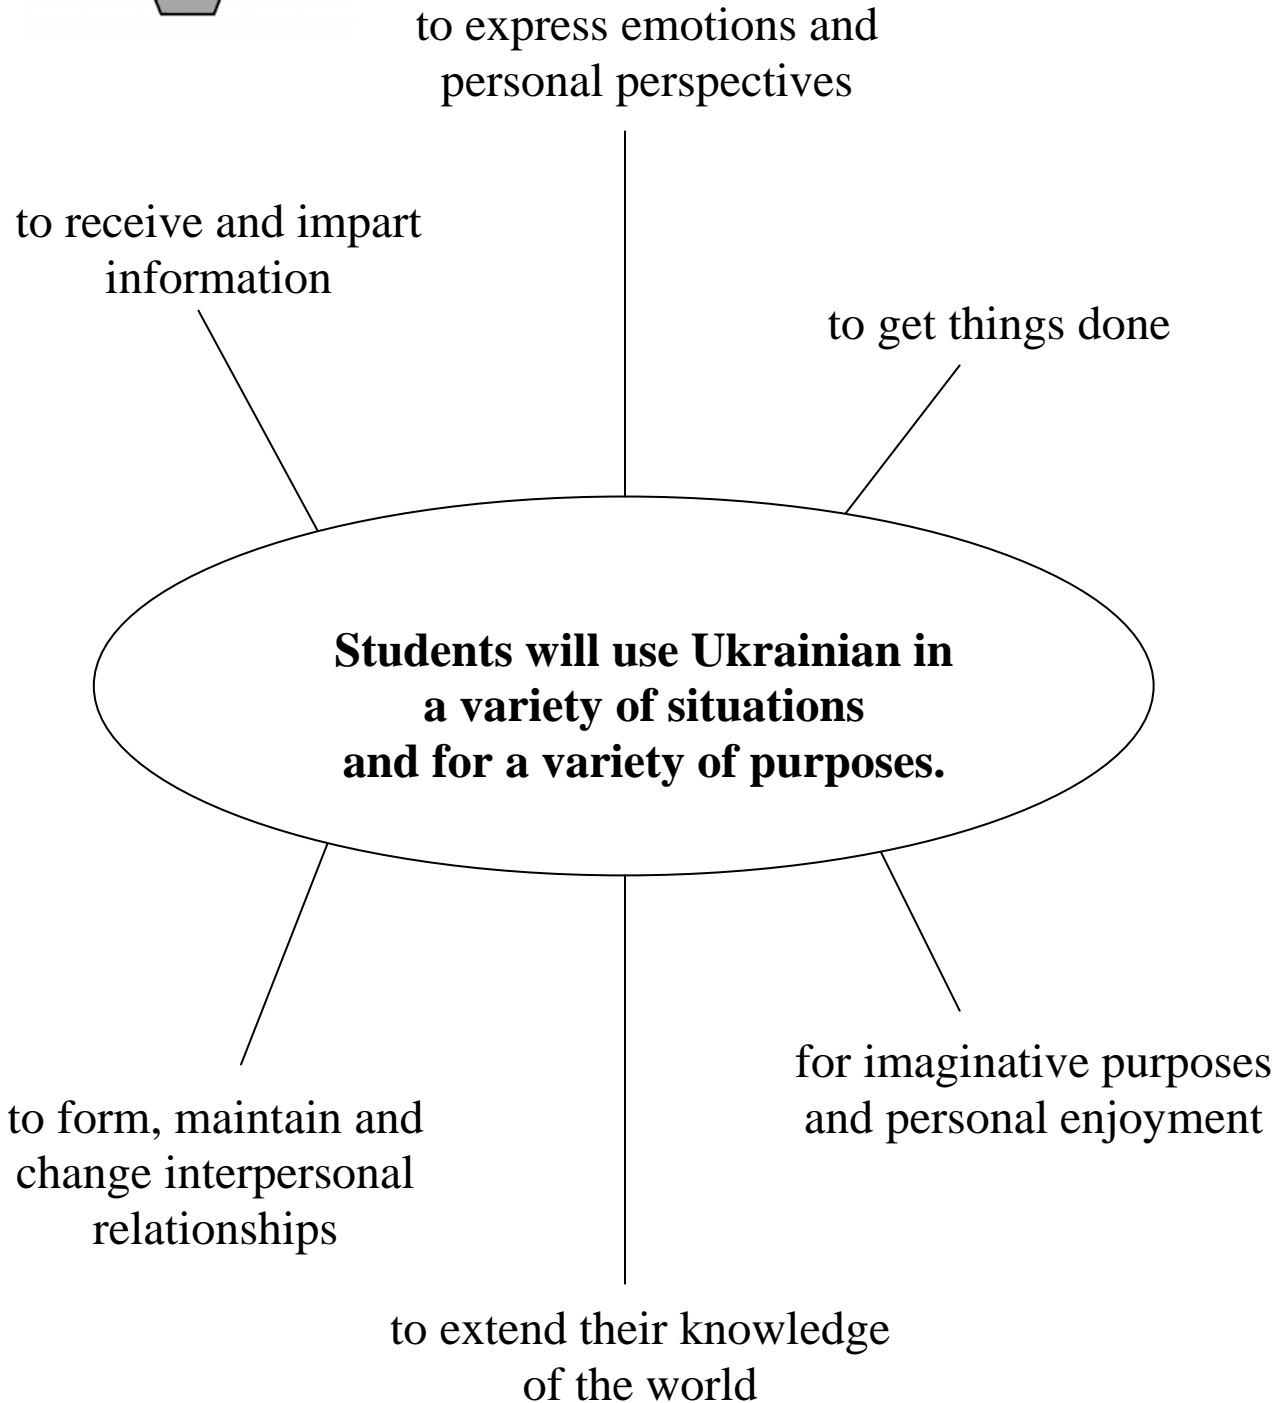 to express emotions and
personal perspectives
to receive and impart
information
to get things done
Students will use Ukrainian in
a variety of situations
and for a variety of purposes.
for imaginative purposes
and personal enjoyment
to form, maintain and
change interpersonal
relationships
to extend their knowledge
of the world